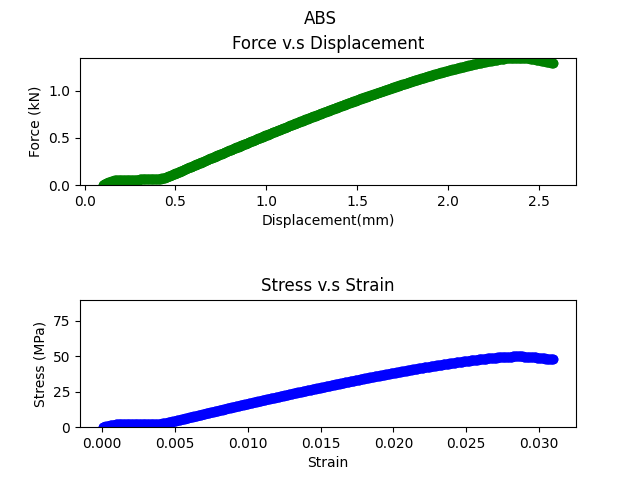 ABS
Force v.s Displacement
1.0
0.5
0.0
Force (kN)
0.0 0.5 1.0 1.5 2.0 2.5
Displacement(mm)
Stress v.s Strain
75
50
25
0
Stress (MPa)
0.000 0.005 0.010 0.015 0.020 0.025 0.030
Strain